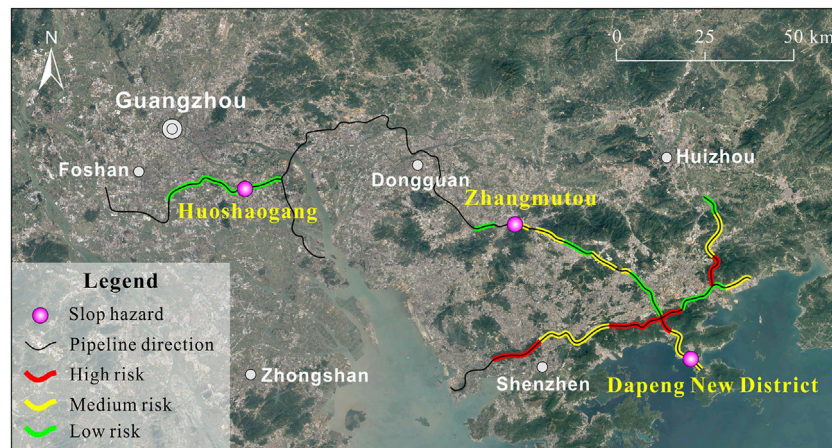 N
0 25 50 km
Guangzhou
Foshan
Huoshaogang
Dongguan
Zhangmutou
Huizhou
Zhongshan
Shenzhen
Dapeng New District
Legend
Slop hazard
Pipeline direction
High risk
Medium risk
Low risk